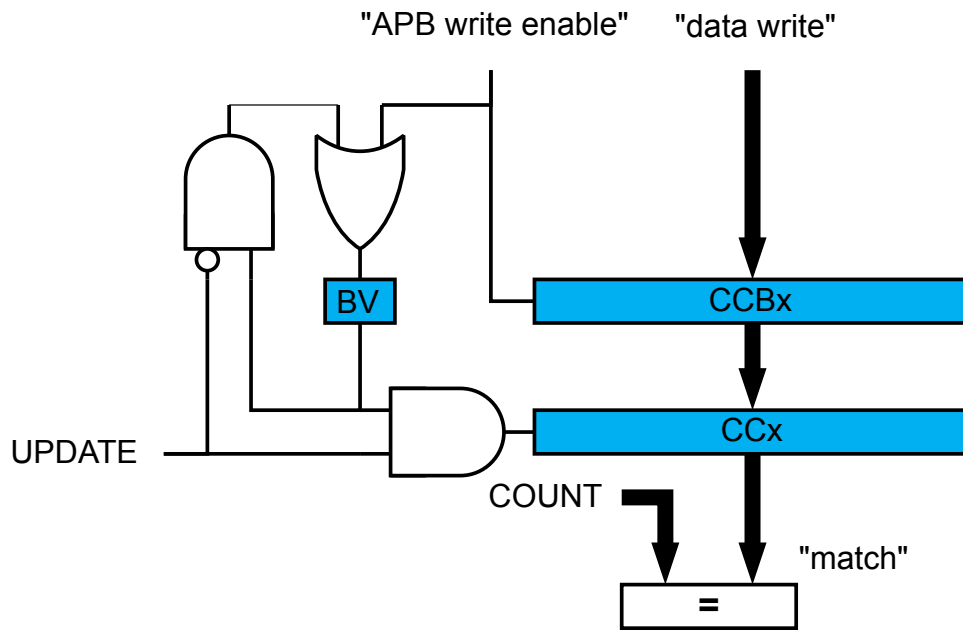 "APB write enable"
"data write"
BV
CCBx
UPDATE
CCx
COUNT
"match"
=